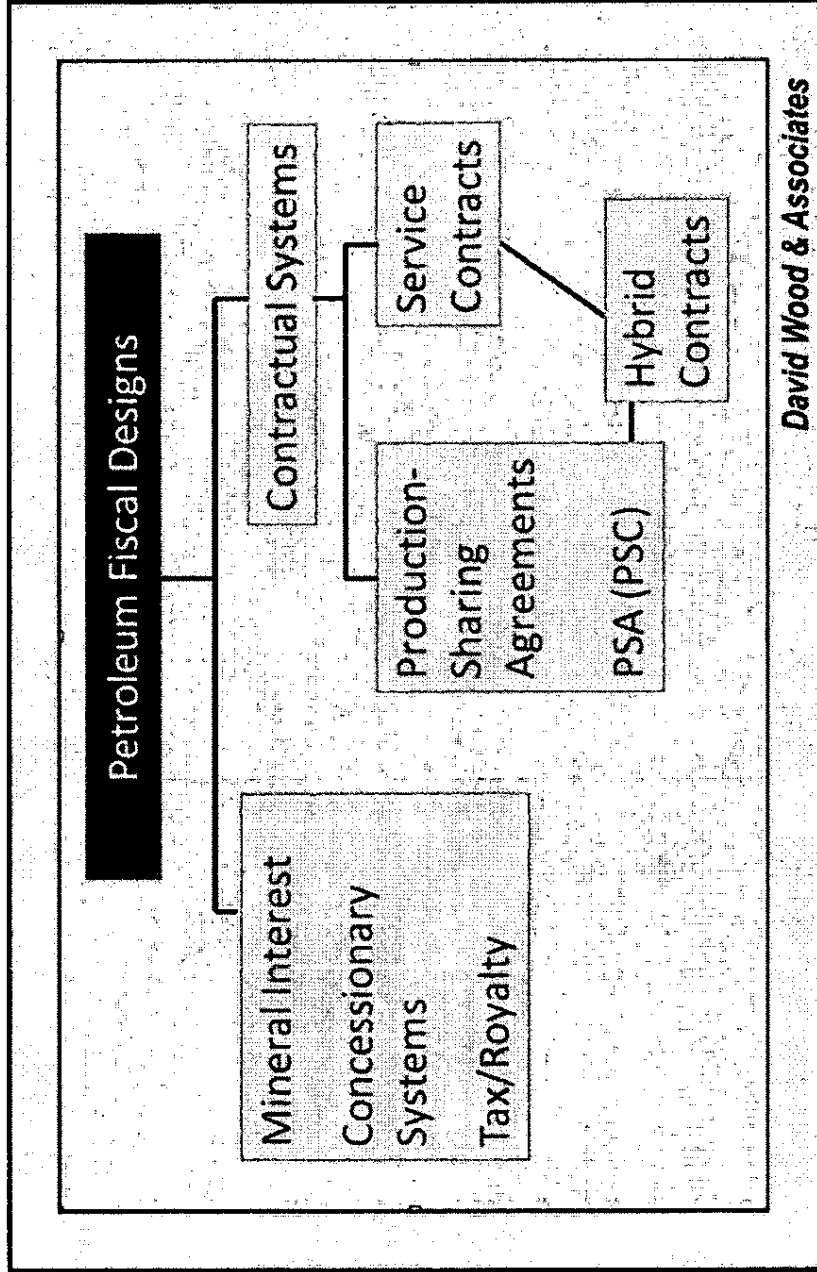 Petroleum Fiscal Designs
Mineral Interest
Concessionary
Systems
Tax/Royalty
Contractual Systems
Production-
Sharing
Agreements
PSA (PSC)
Service
Contracts
Hybrid
Contracts
David Wood & Associates